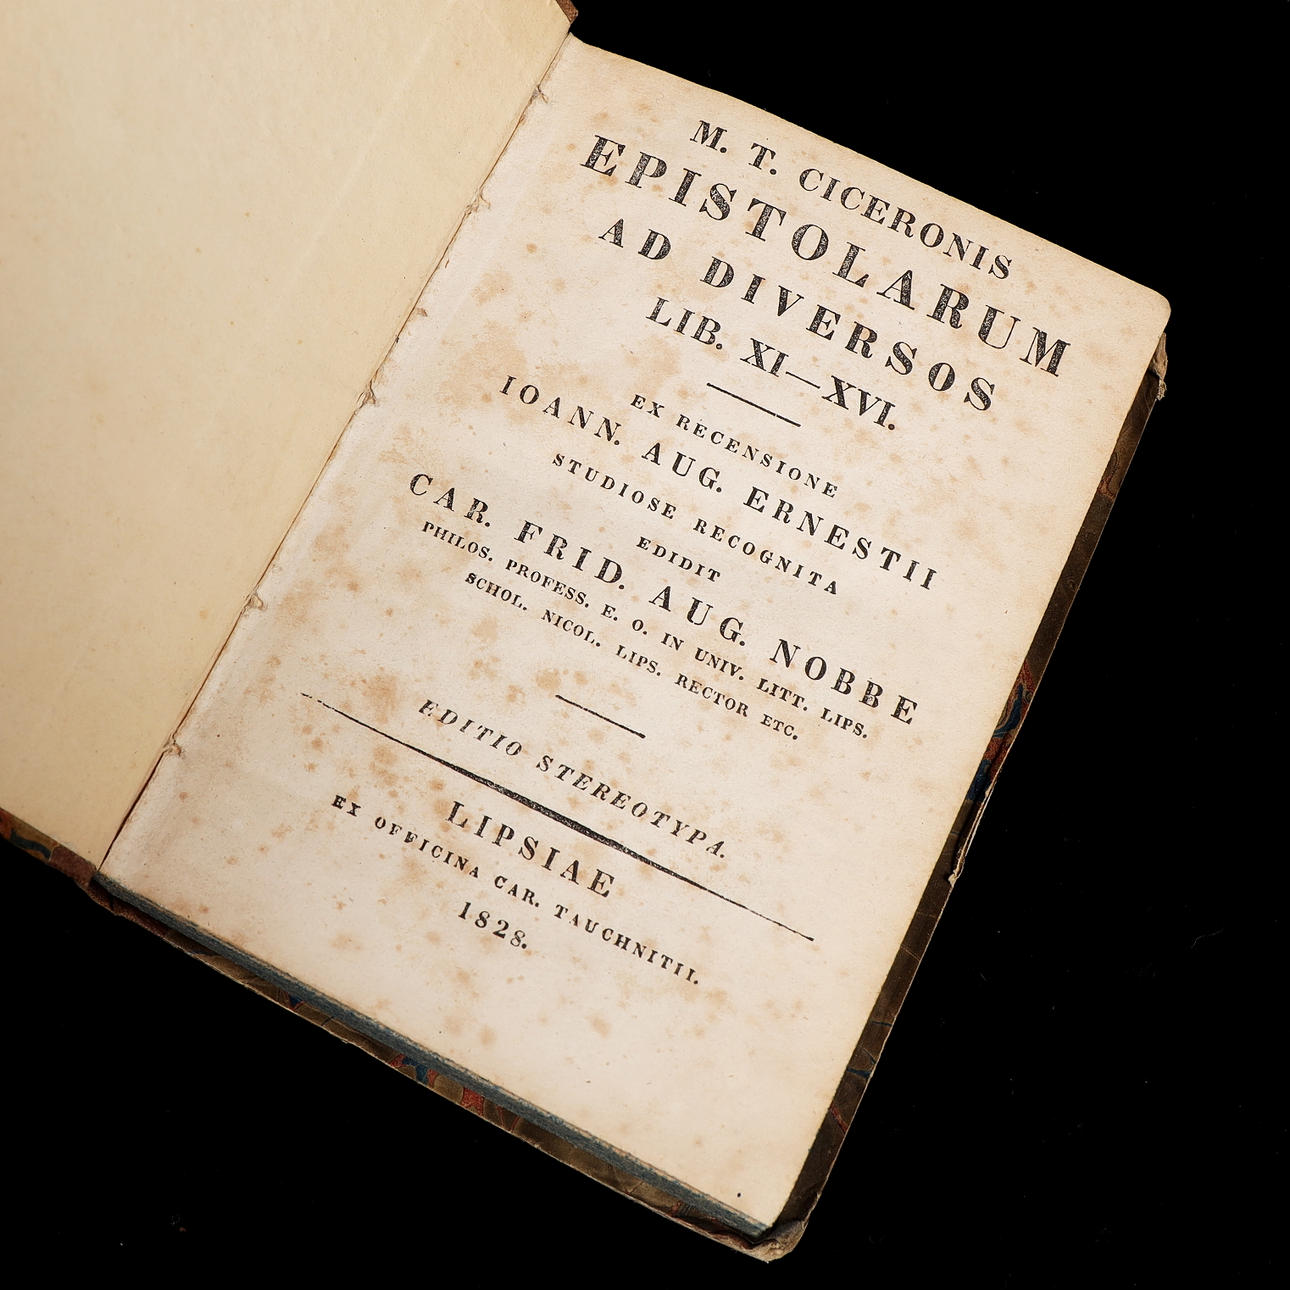 M. T. CICERONIS
EPISTOLARUM
AD DIVERSOS
LIB. XI—XVI.
EX RECENSIONE
IOANN. AUG. ERNESTII
STUDIOSE RECOGNITA
EDIDIT
CAR. FRID. AUG. NOBBE
PHILOS. PROFESS. E. O. IN UNIV. LITT. LIPS.
SCHOL. NICOL. LIPS. RECTOR ETC.
EDITIO STEREOTYPA.
LIPSIAE
EX OFFICINA CAR. TAUCHNITII.
1828.